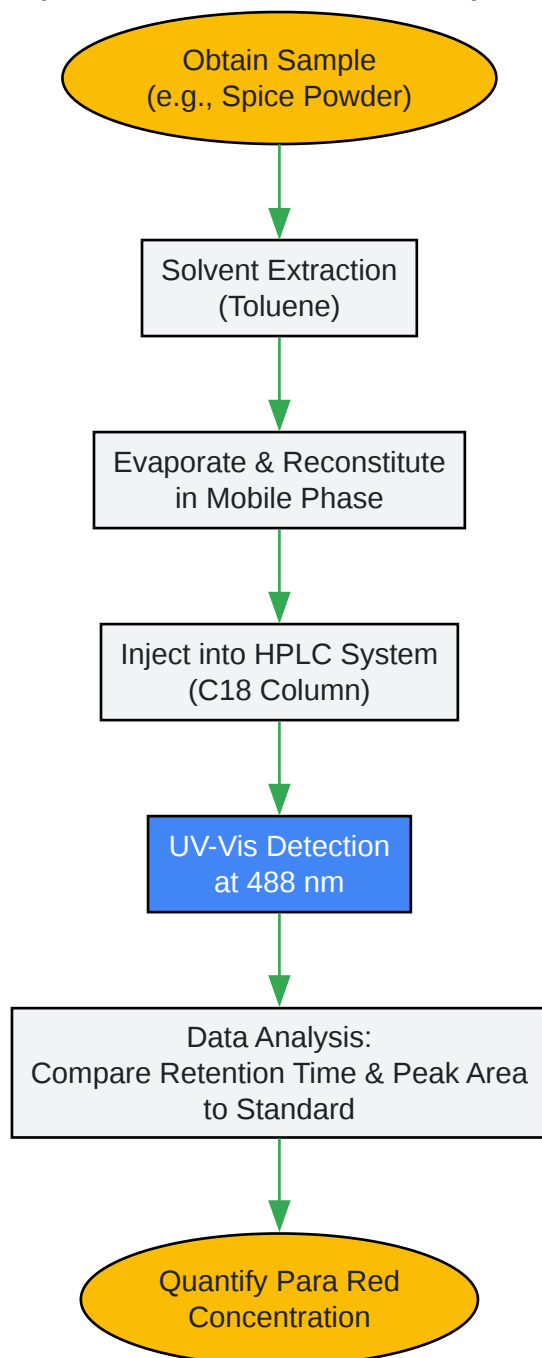 Obtain Sample
(e.g., Spice Powder)
Solvent Extraction
(Toluene)
Evaporate & Reconstitute
in Mobile Phase
Inject into HPLC System
(C18 Column)
UV-Vis Detection
at 488 nm
Data Analysis:
Compare Retention Time & Peak Area
to Standard
Quantify Para Red
Concentration